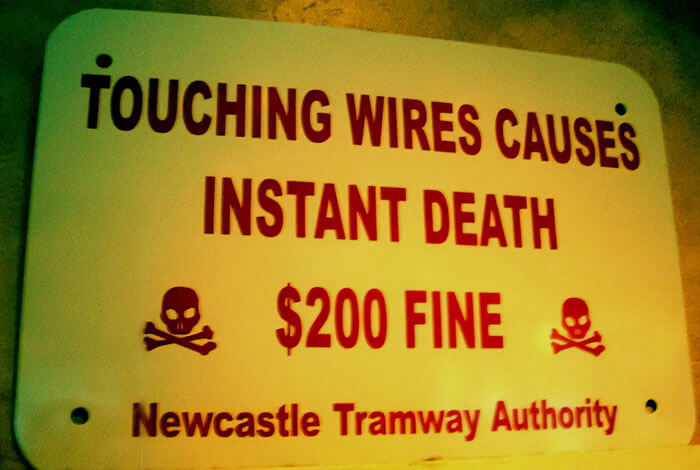 TOUCHING WIRES CAUSES
INSTANT DEATH
$200 FINE
Newcastle Tramway Authority